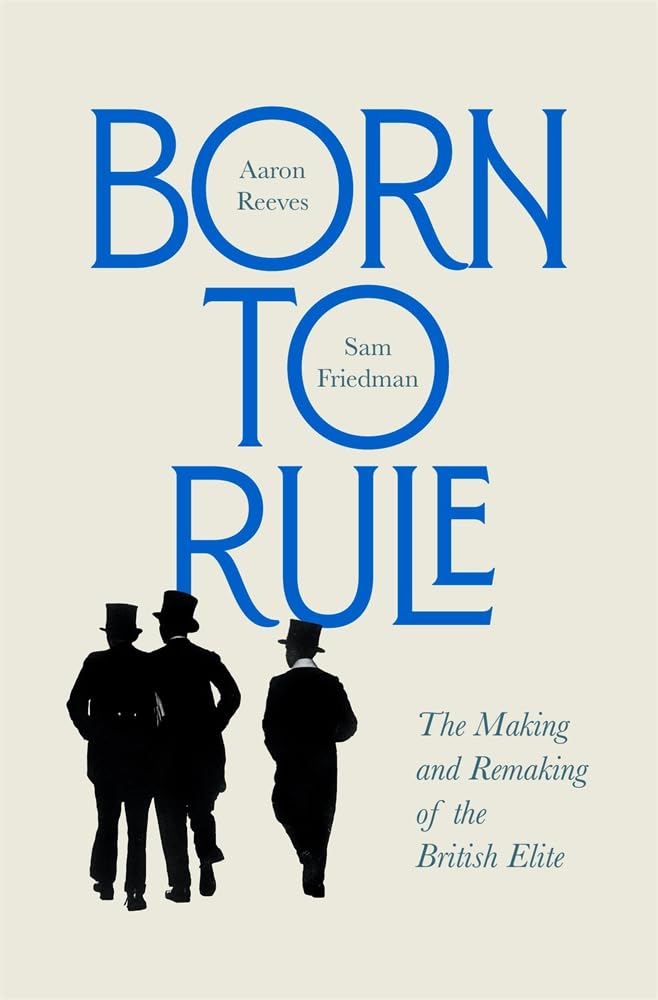 BORN
Aaron
Reeves
TO
Sam
Friedman
RULE
The Making
and Remaking
of the
British Elite